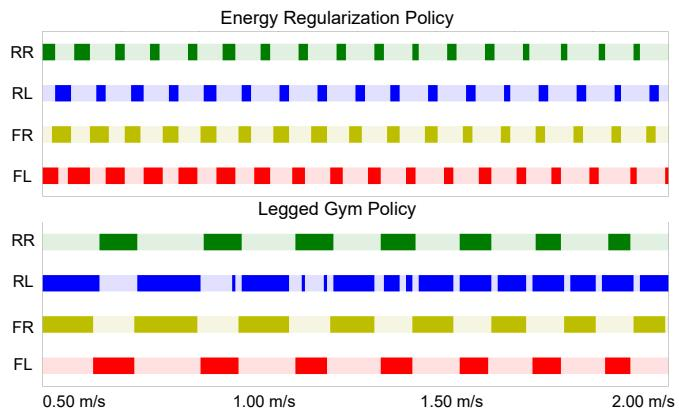 Energy Regularization Policy
RR
RL
FR
FL
Legged Gym Policy
RR
RL
FR
FL
0.50 m/s 1.00 m/s 1.50 m/s 2.00 m/s